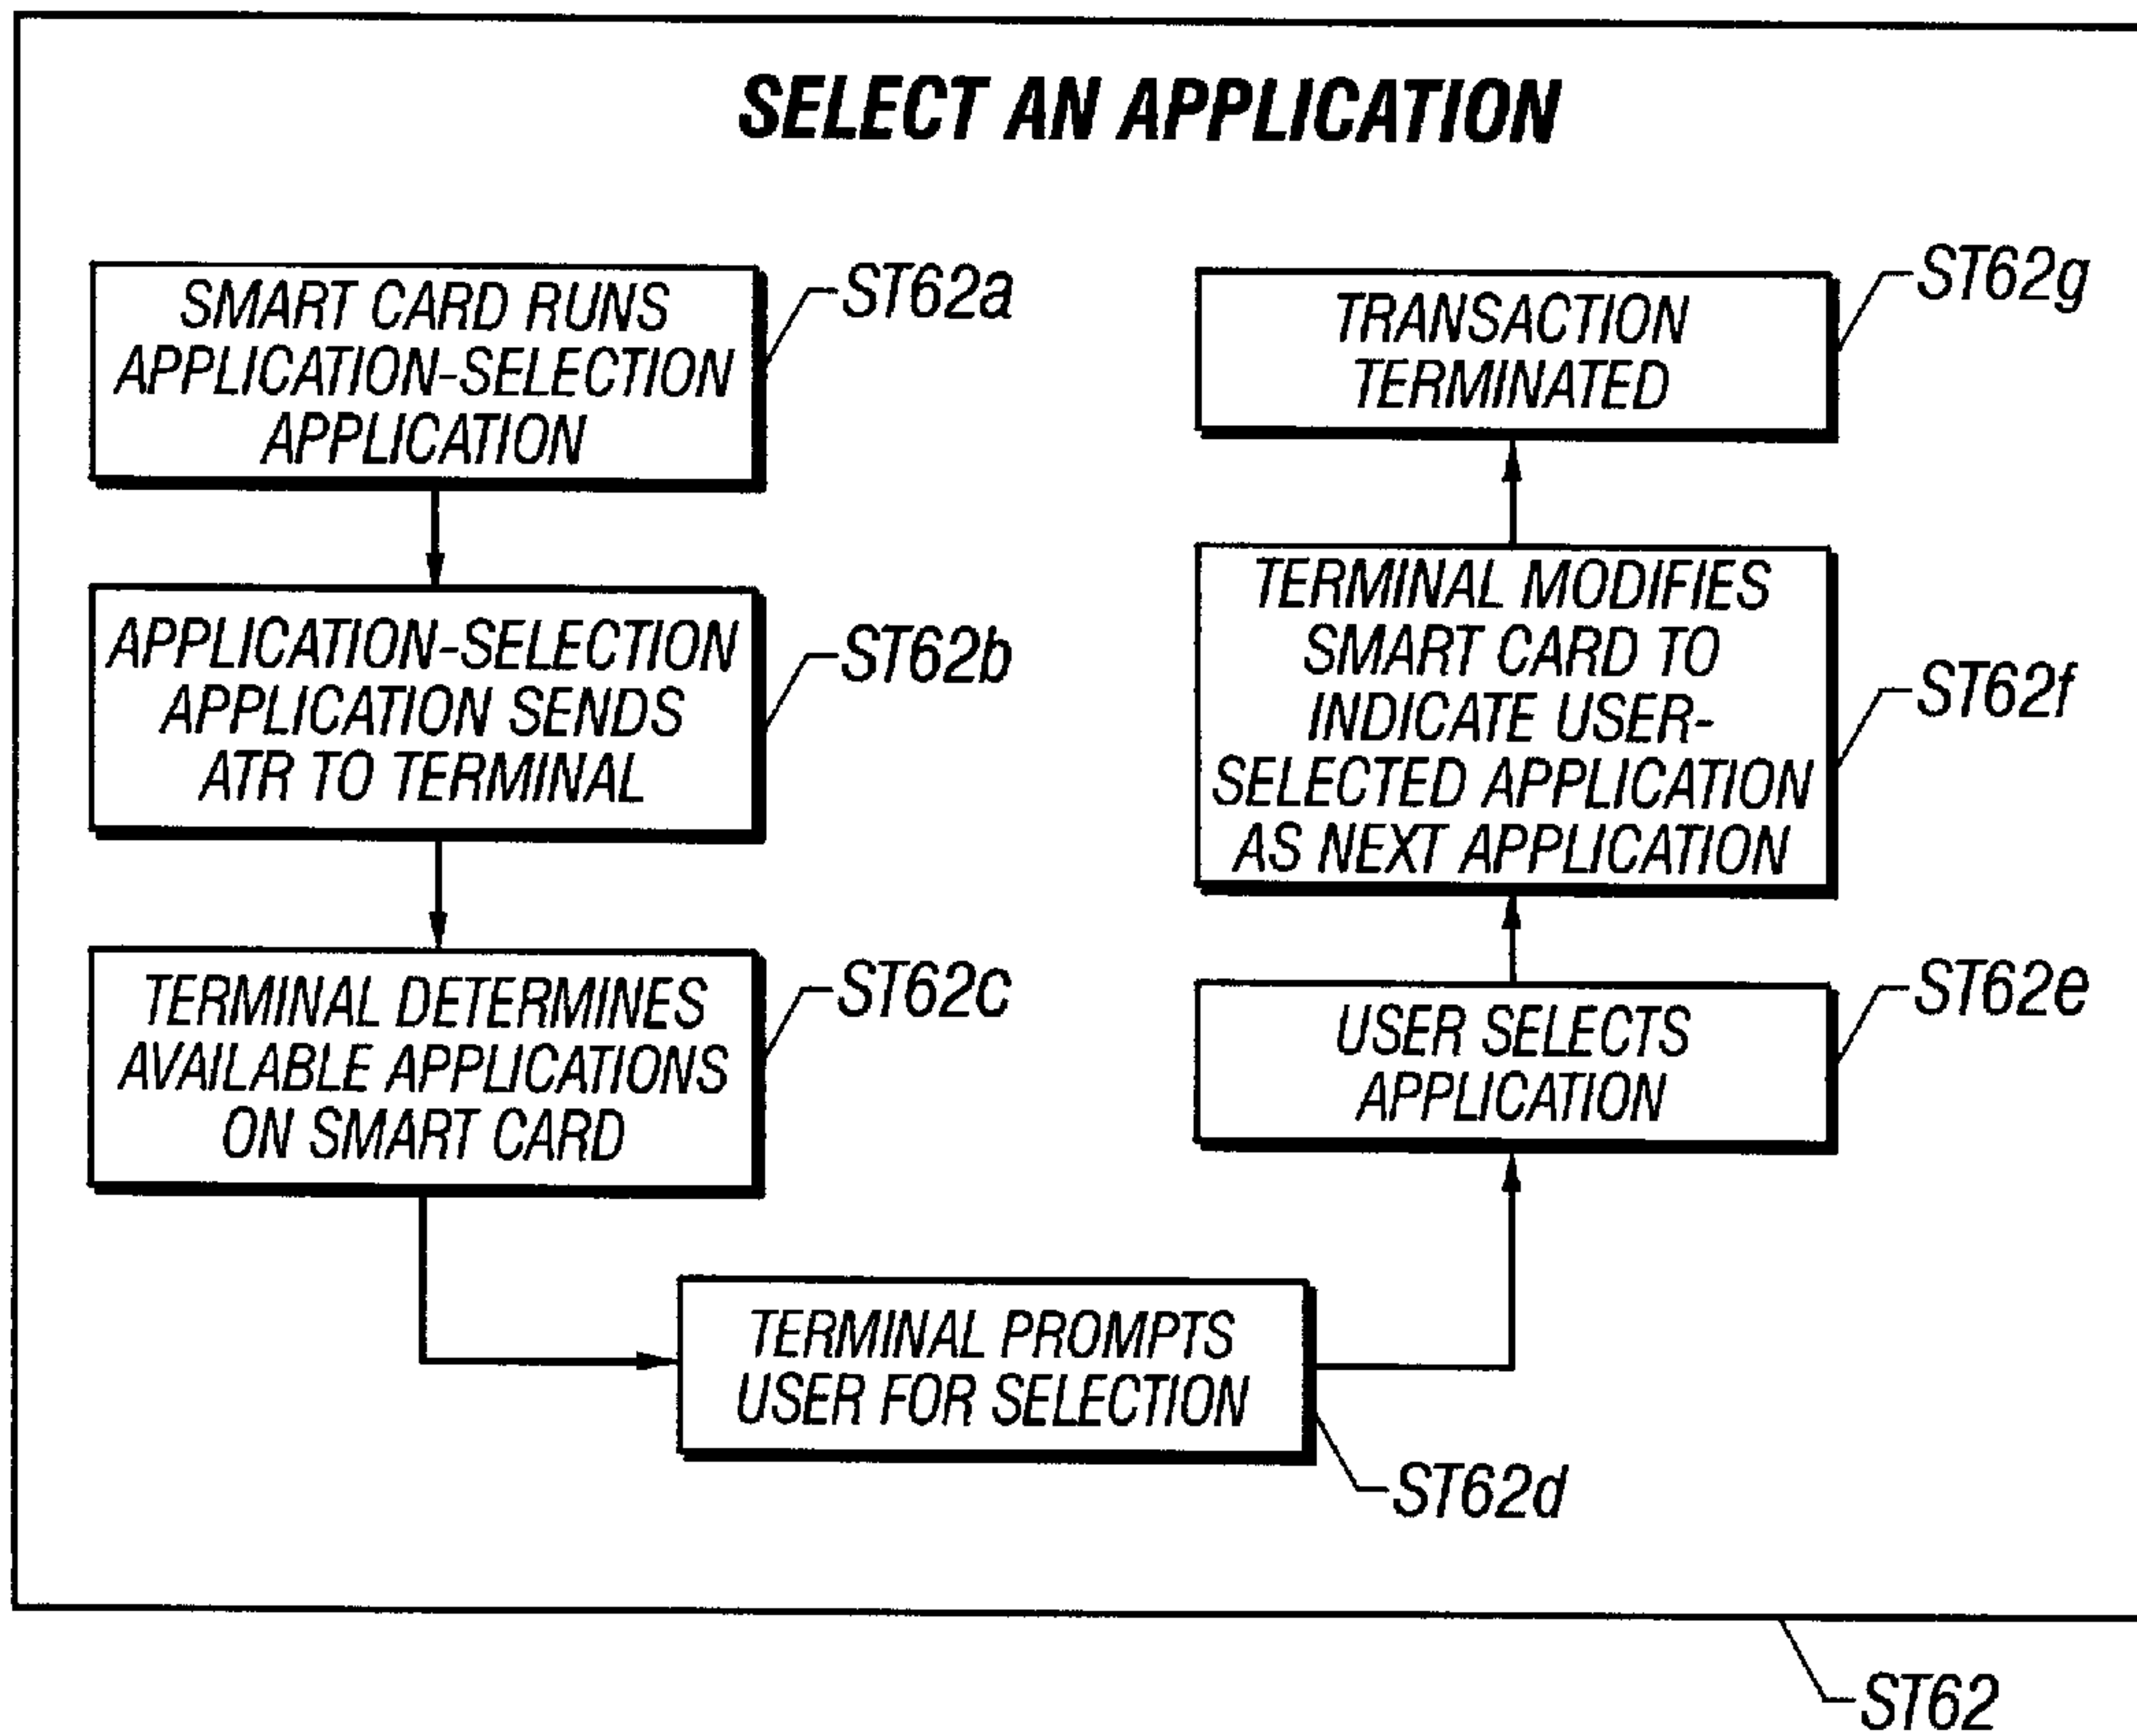 SELECT AN APPLICATION
SMART CARD RUNS
APPLICATION-SELECTION
APPLICATION
ST62a
APPLICATION-SELECTION
APPLICATION SENDS
ATR TO TERMINAL
ST62b
TERMINAL DETERMINES
AVAILABLE APPLICATIONS
ON SMART CARD
ST62c
TERMINAL PROMPTS
USER FOR SELECTION
ST62d
USER SELECTS
APPLICATION
ST62e
TERMINAL MODIFIES
SMART CARD TO
INDICATE USER-
SELECTED APPLICATION
AS NEXT APPLICATION
ST62f
TRANSACTION
TERMINATED
ST62g
ST62